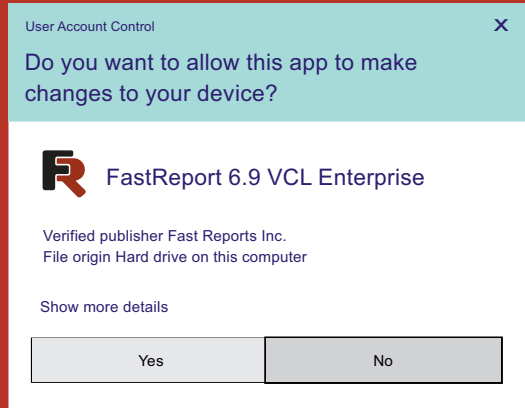 User Account Control
X
Do you want to allow this app to make
changes to your device?
FR
FastReport 6.9 VCL Enterprise
Verified publisher Fast Reports Inc.
File origin Hard drive on this computer
Show more details
Yes
No